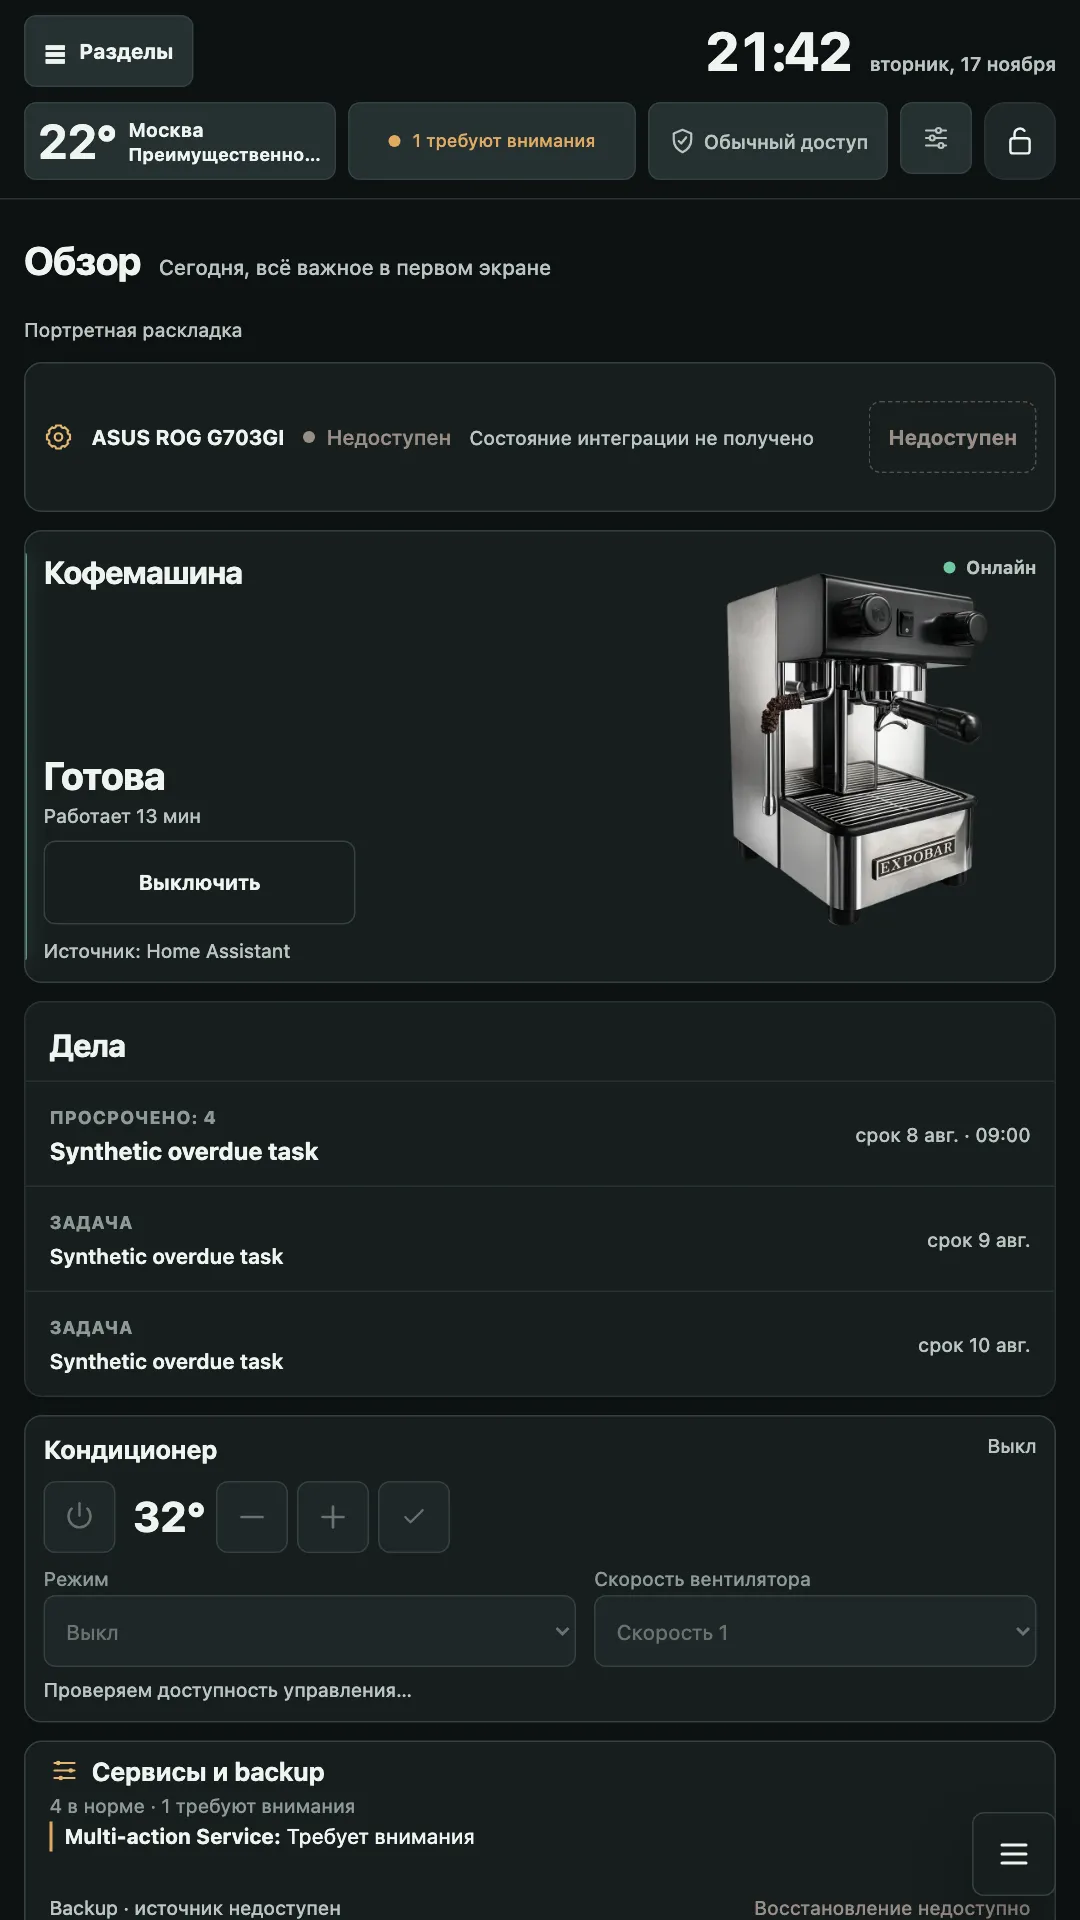 Разделы
21:42 вторник, 17 ноября
22° Москва
Преимущественно...
1 требуют внимания
Обычный доступ
Обзор Сегодня, всё важное в первом экране
Портретная раскладка
ASUS ROG G703GI Недоступен Состояние интеграции не получено Недоступен
Кофемашина
Онлайн
EXPOBAR
Готова
Работает 13 мин
Выключить
Источник: Home Assistant
Дела
ПРОСРОЧЕНО: 4
Synthetic overdue task
срок 8 авг. · 09:00
ЗАДАЧА
Synthetic overdue task
срок 9 авг.
ЗАДАЧА
Synthetic overdue task
срок 10 авг.
Кондиционер
Выкл
32°
Режим
Выкл
Скорость вентилятора
Скорость 1
Проверяем доступность управления...
Сервисы и backup
4 в норме · 1 требуют внимания
Multi-action Service: Требует внимания
Backup · источник недоступен
Восстановление недоступно